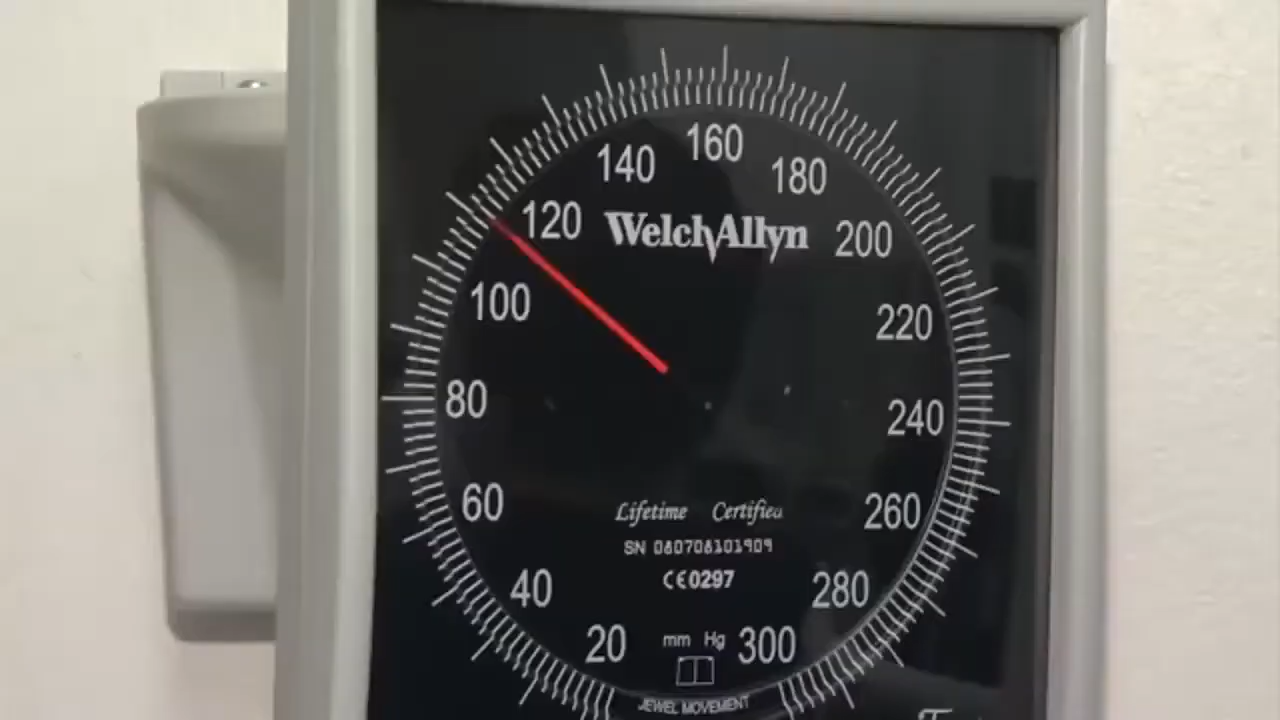 160
140
180
120
WelchAllyn
200
100
220
80
240
60
Lifetime Certified
260
SN 080708101909
CE0297
40
280
20
mm Hg
300
JEWEL MOVEMENT